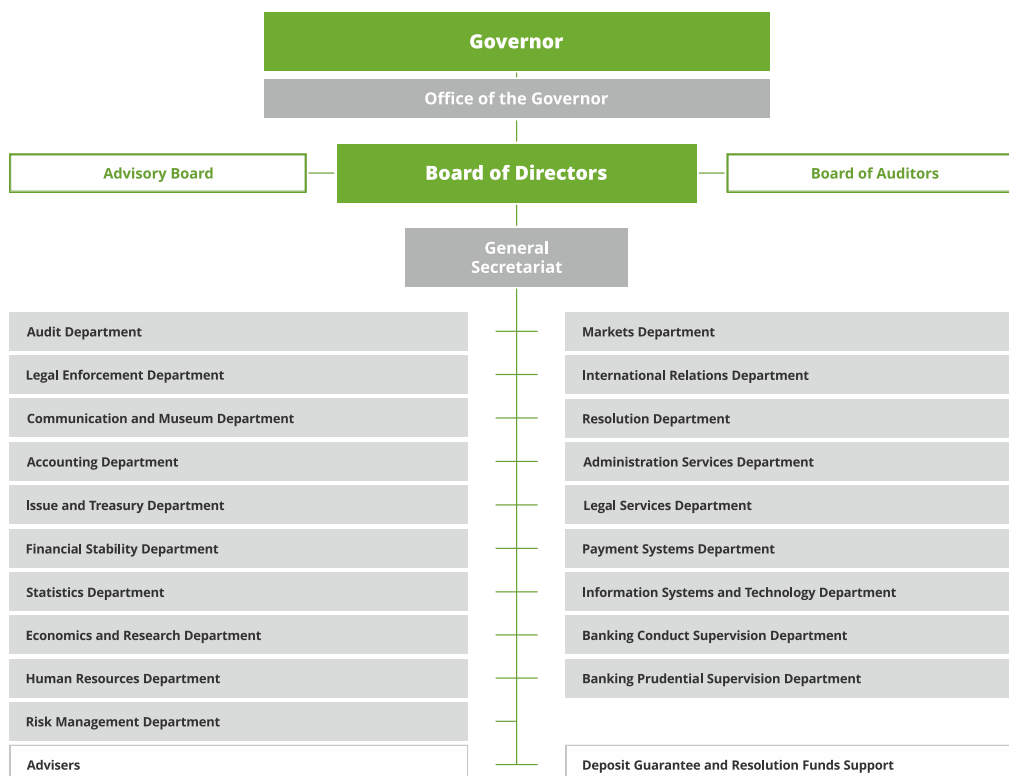 Governor
Office of the Governor
Advisory Board
Board of Directors
Board of Auditors
General
Secretariat
Audit Department
Markets Department
Legal Enforcement Department
International Relations Department
Communication and Museum Department
Resolution Department
Accounting Department
Administration Services Department
Issue and Treasury Department
Legal Services Department
Financial Stability Department
Payment Systems Department
Statistics Department
Information Systems and Technology Department
Economics and Research Department
Banking Conduct Supervision Department
Human Resources Department
Banking Prudential Supervision Department
Risk Management Department
Advisers
Deposit Guarantee and Resolution Funds Support